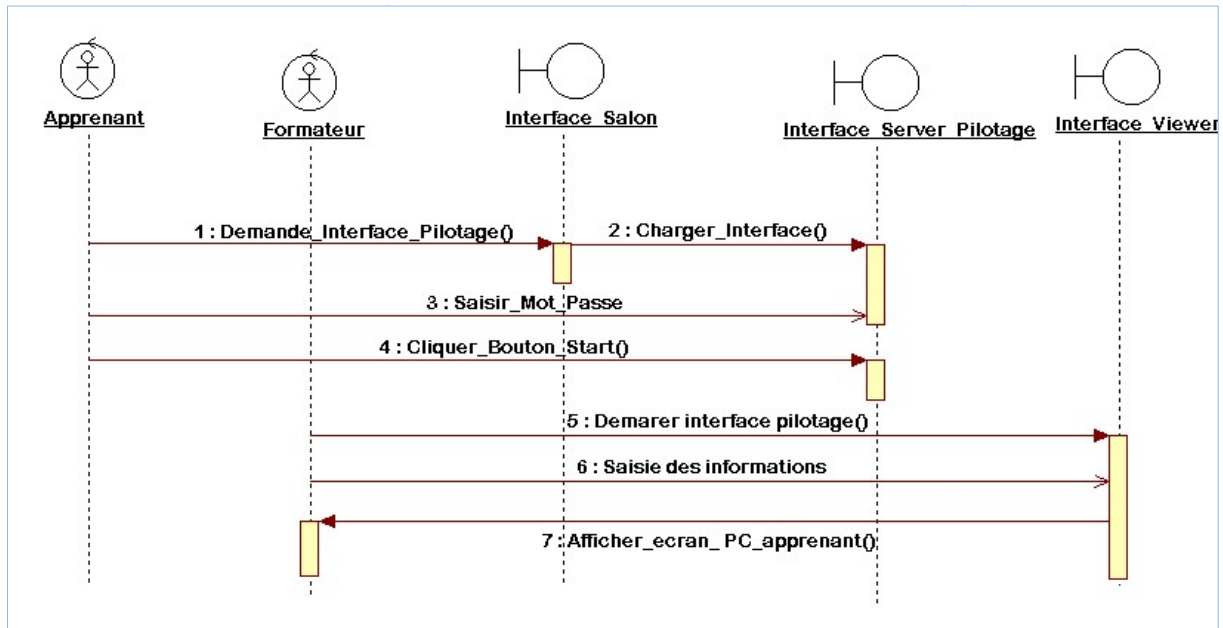 Apprenant
Formateur
Interface_Salon
Interface_Server_Pilotage
Interface_Viewer
1 : Demande_Interface_Pilotage()
2 : Charger_Interface()
3 : Saisir_Mot_Passe
4 : Cliquer_Bouton_Start()
5 : Demarer interface pilotage()
6 : Saisie des informations
7 : Afficher_ecran_ PC_apprenant()